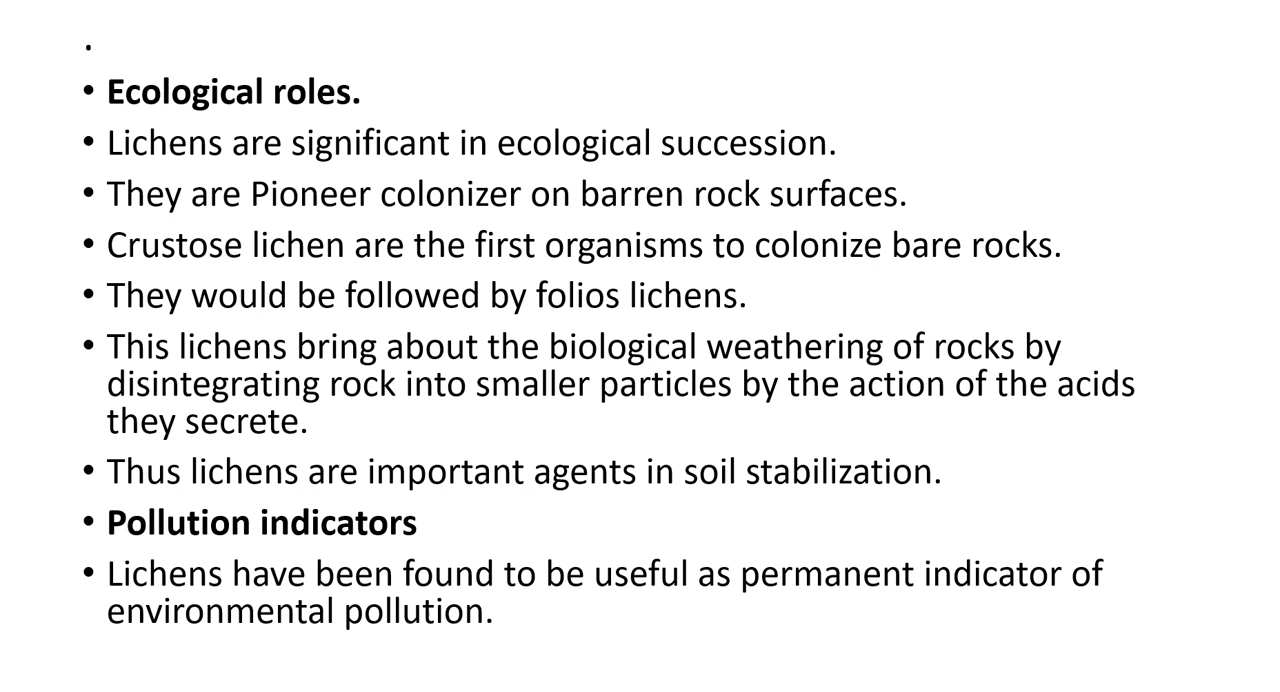 .
• Ecological roles.
• Lichens are significant in ecological succession.
• They are Pioneer colonizer on barren rock surfaces.
• Crustose lichen are the first organisms to colonize bare rocks.
• They would be followed by folios lichens.
• This lichens bring about the biological weathering of rocks by
disintegrating rock into smaller particles by the action of the acids
they secrete.
• Thus lichens are important agents in soil stabilization.
• Pollution indicators
• Lichens have been found to be useful as permanent indicator of
environmental pollution.